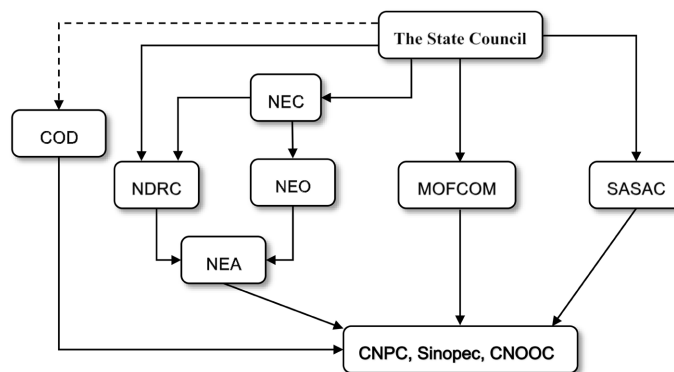 The State Council
NEC
COD
NDRC
NEO
MOFCOM
SASAC
NEA
CNPC, Sinopec, CNOOC